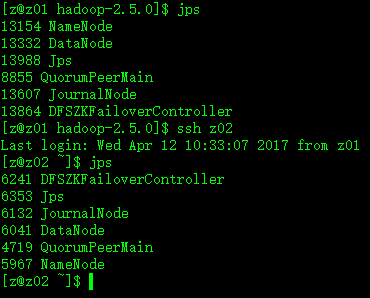 [z@z01 hadoop-2.5.0]$ jps
13154 NameNode
13332 DataNode
13988 Jps
8855 QuorumPeerMain
13607 JournalNode
13864 DFSZKFailoverController
[z@z01 hadoop-2.5.0]$ ssh z02
Last login: Wed Apr 12 10:33:07 2017 from z01
[z@z02 ~]$ jps
6241 DFSZKFailoverController
6353 Jps
6132 JournalNode
6041 DataNode
4719 QuorumPeerMain
5967 NameNode
[z@z02 ~]$